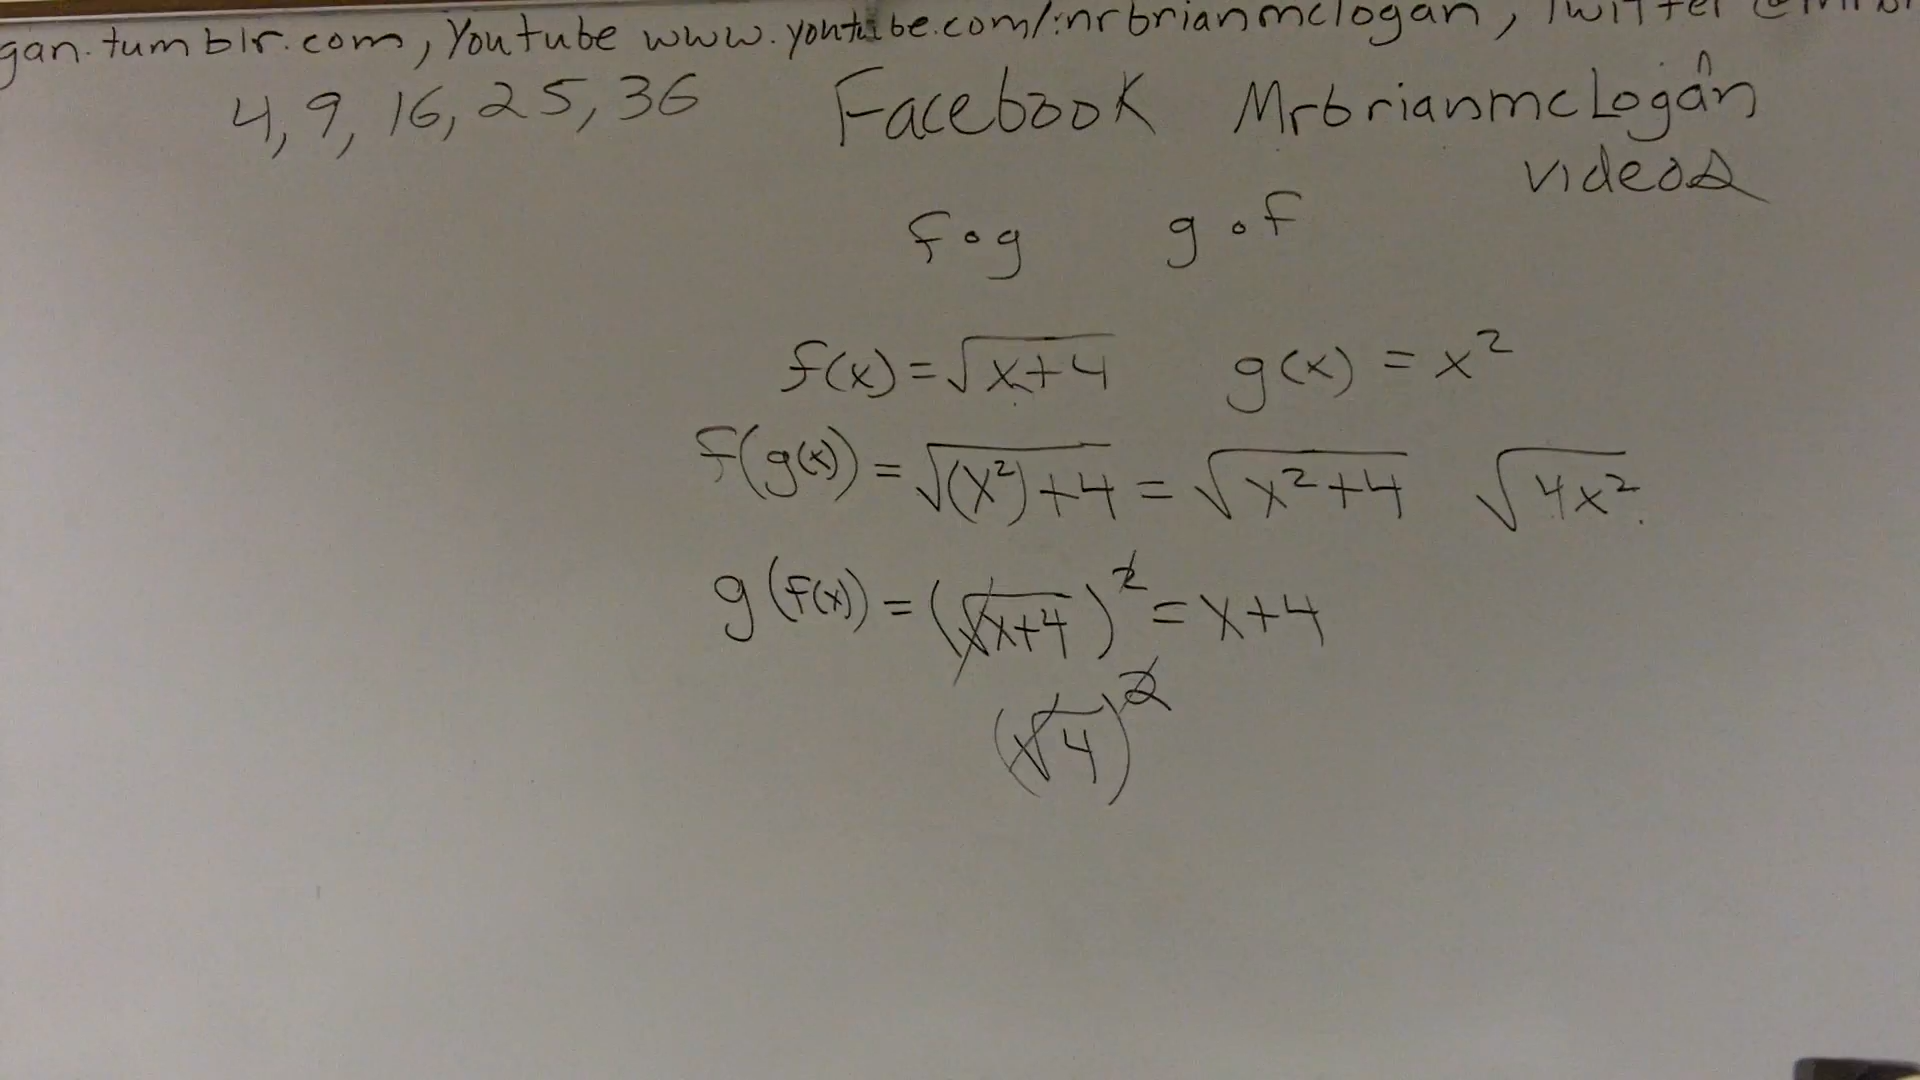 gan.tumblr.com, Youtube www.youtube.com/mrbrianmclogan, Twitter
4, 9, 16, 25, 36 Facebook MrbrianmcLogan
videos
f∘g g∘f
f(x) = √(x+4) g(x) = x²
f(g(x)) = √((x²)+4) = √(x²+4) √(4x²)
g(f(x)) = (√(x+4))² = x+4
(√4)²